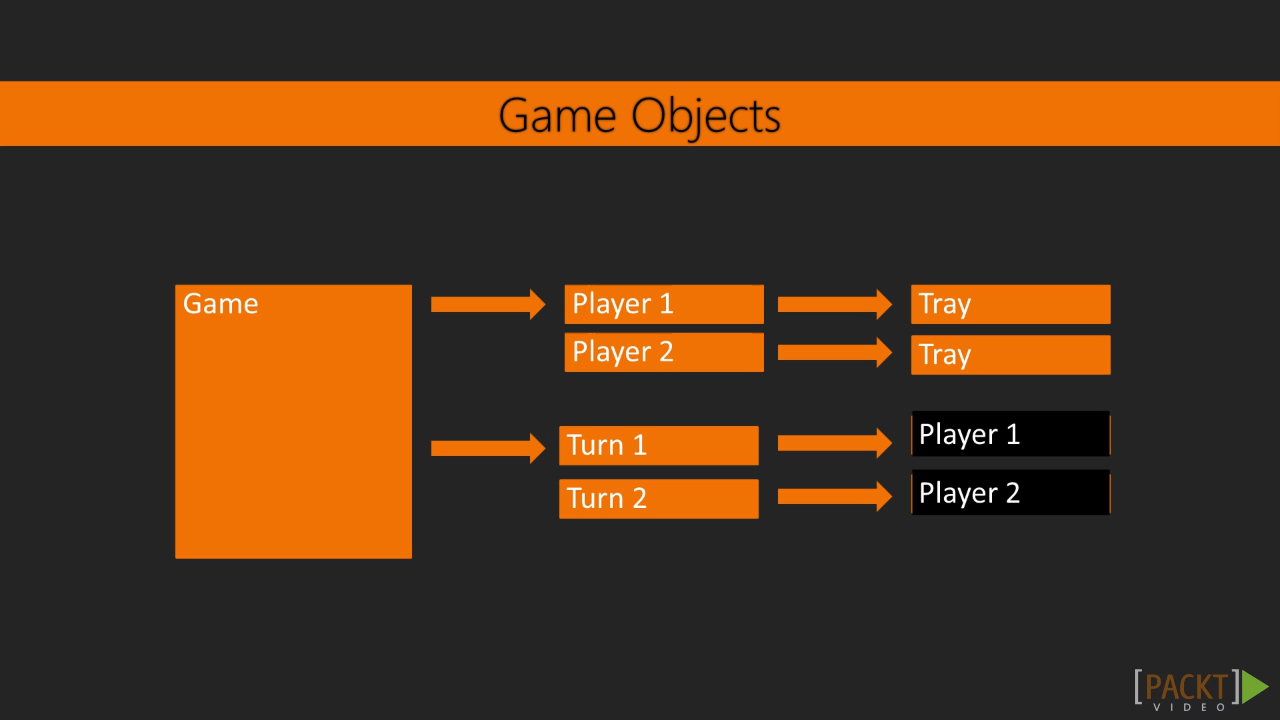 Game Objects
Game
Player 1
Tray
Player 2
Tray
Turn 1
Player 1
Turn 2
Player 2
[PACKT]
VIDEO